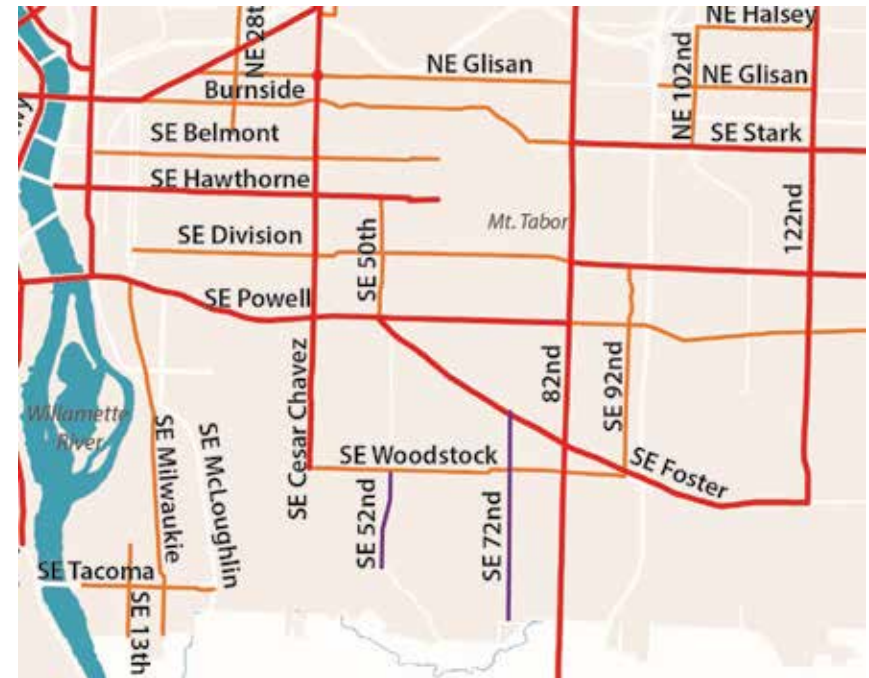 NE Halsey
NE 28th
NE Glisan
NE 102nd
NE Glisan
Burnside
SE Belmont
SE Stark
SE Hawthorne
122nd
Mt. Tabor
SE Division
SE 50th
SE Powell
82nd
SE 92nd
SE Cesar Chavez
Willamette
River
SE Milwaukie
SE McLoughlin
SE Woodstock
SE Foster
SE 52nd
SE 72nd
SE Tacoma
SE 13th